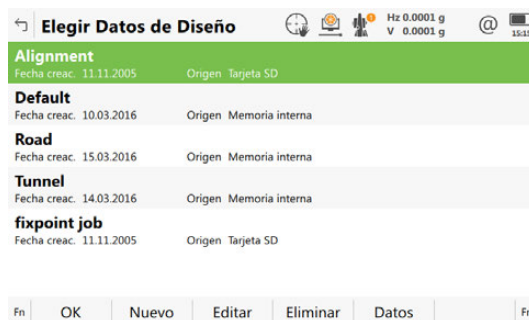 Elegir Datos de Diseño
Hz 0.0001 g
V 0.0001 g
@
15:15
Alignment
Fecha creac. 11.11.2005 Origen Tarjeta SD
Default
Fecha creac. 10.03.2016 Origen Memoria interna
Road
Fecha creac. 15.03.2016 Origen Memoria interna
Tunnel
Fecha creac. 14.03.2016 Origen Memoria interna
fixpoint job
Fecha creac. 11.11.2005 Origen Tarjeta SD
Fn OK Nuevo Editar Eliminar Datos